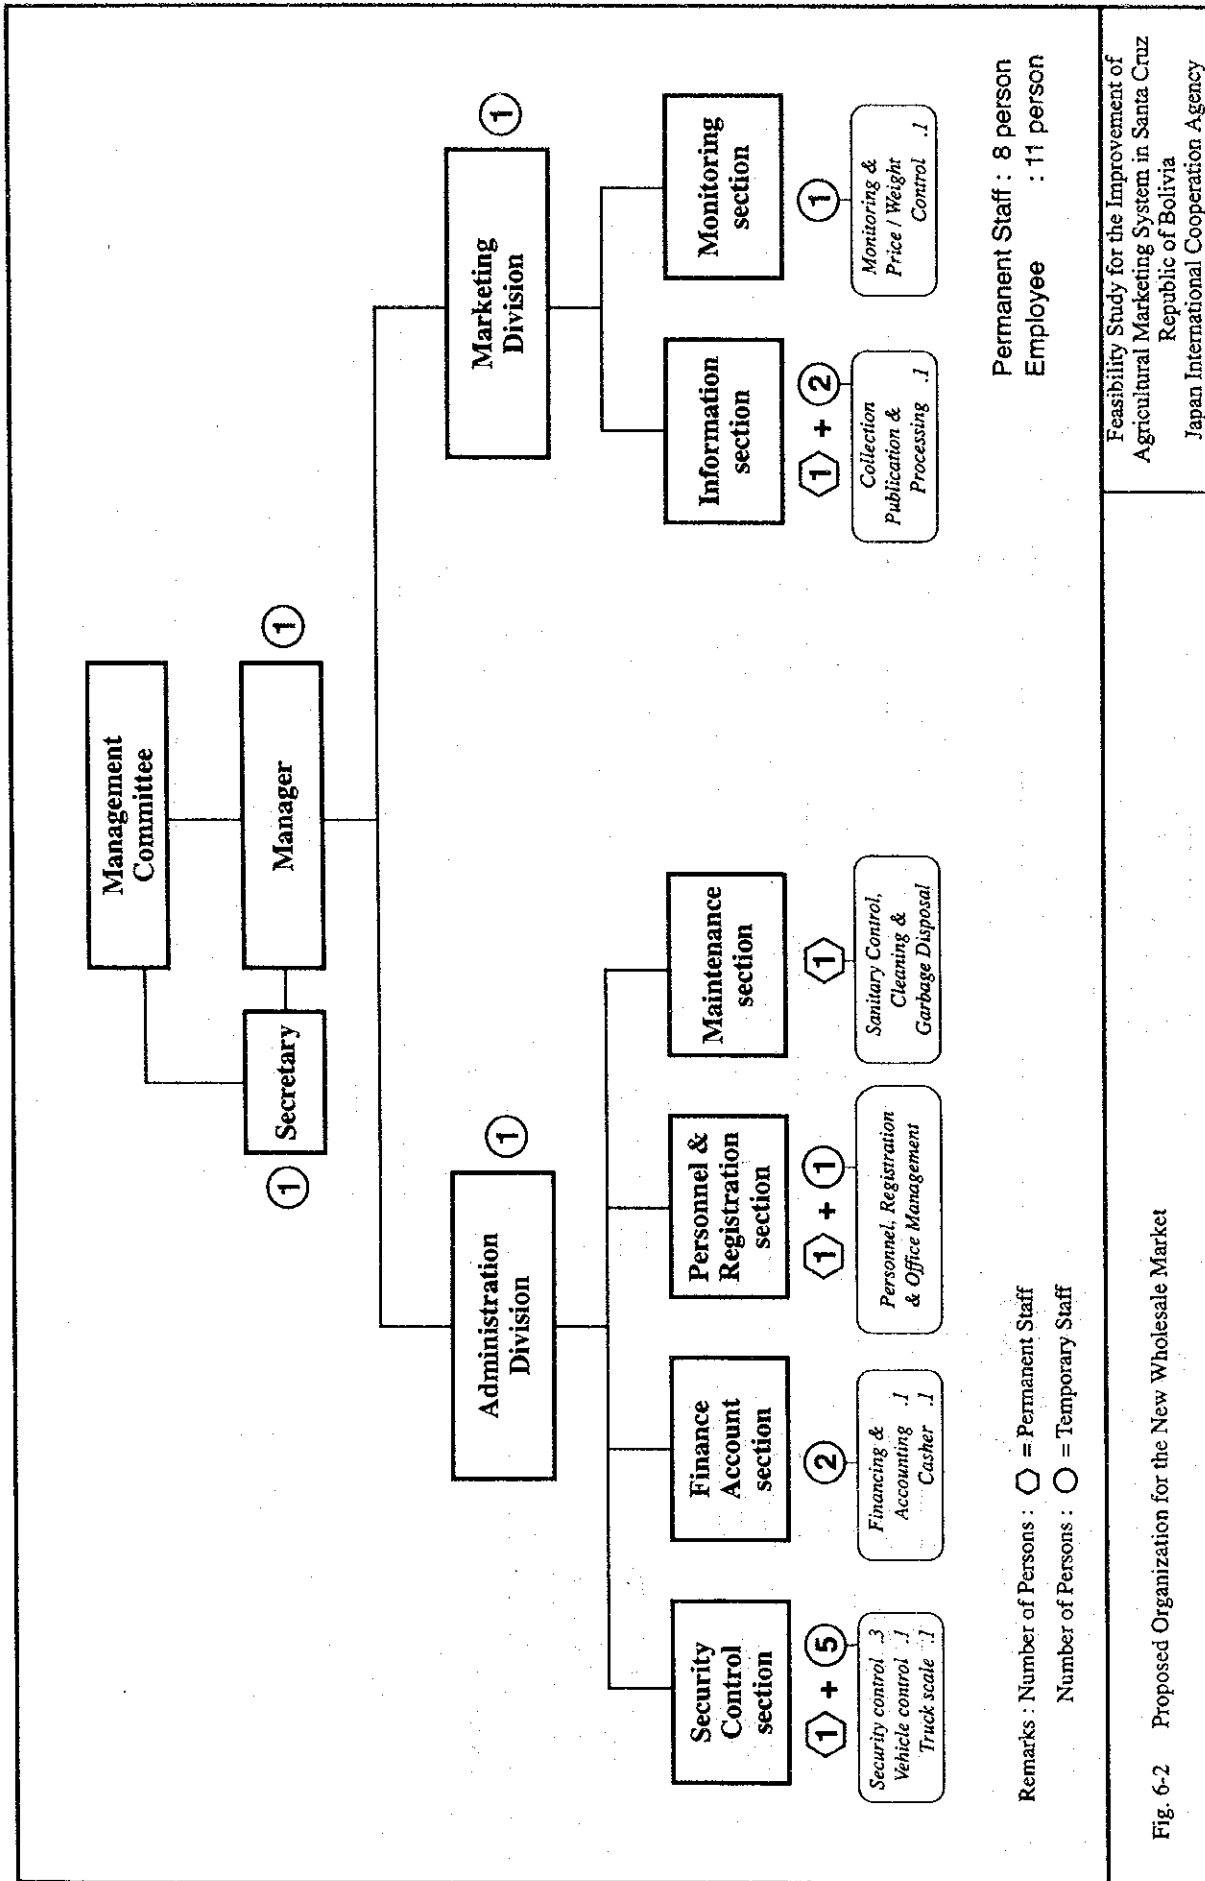 Management
Committee
Secretary
1
Manager
1
Administration
Division
1
Marketing
Division
1
Security
Control
section
Finance
Account
section
Personnel &
Registration
section
Maintenance
section
Information
section
Monitoring
section
1 + 5
2
1 + 1
1
1 + 2
1
Security control .3
Vehicle control .1
Truck scale .1
Financing &
Accounting .1
Casher .1
Personnel, Registration
& Office Management
Sanitary Control,
Cleaning &
Garbage Disposal
Collection
Publication &
Processing .1
Monitoring &
Price / Weight
Control .1
Remarks : Number of Persons : ⬡ = Permanent Staff
Number of Persons : ○ = Temporary Staff
Permanent Staff : 8 person
Employee : 11 person
Fig. 6-2 Proposed Organization for the New Wholesale Market
Feasibility Study for the Improvement of
Agricultural Marketing System in Santa Cruz
Republic of Bolivia
Japan International Cooperation Agency